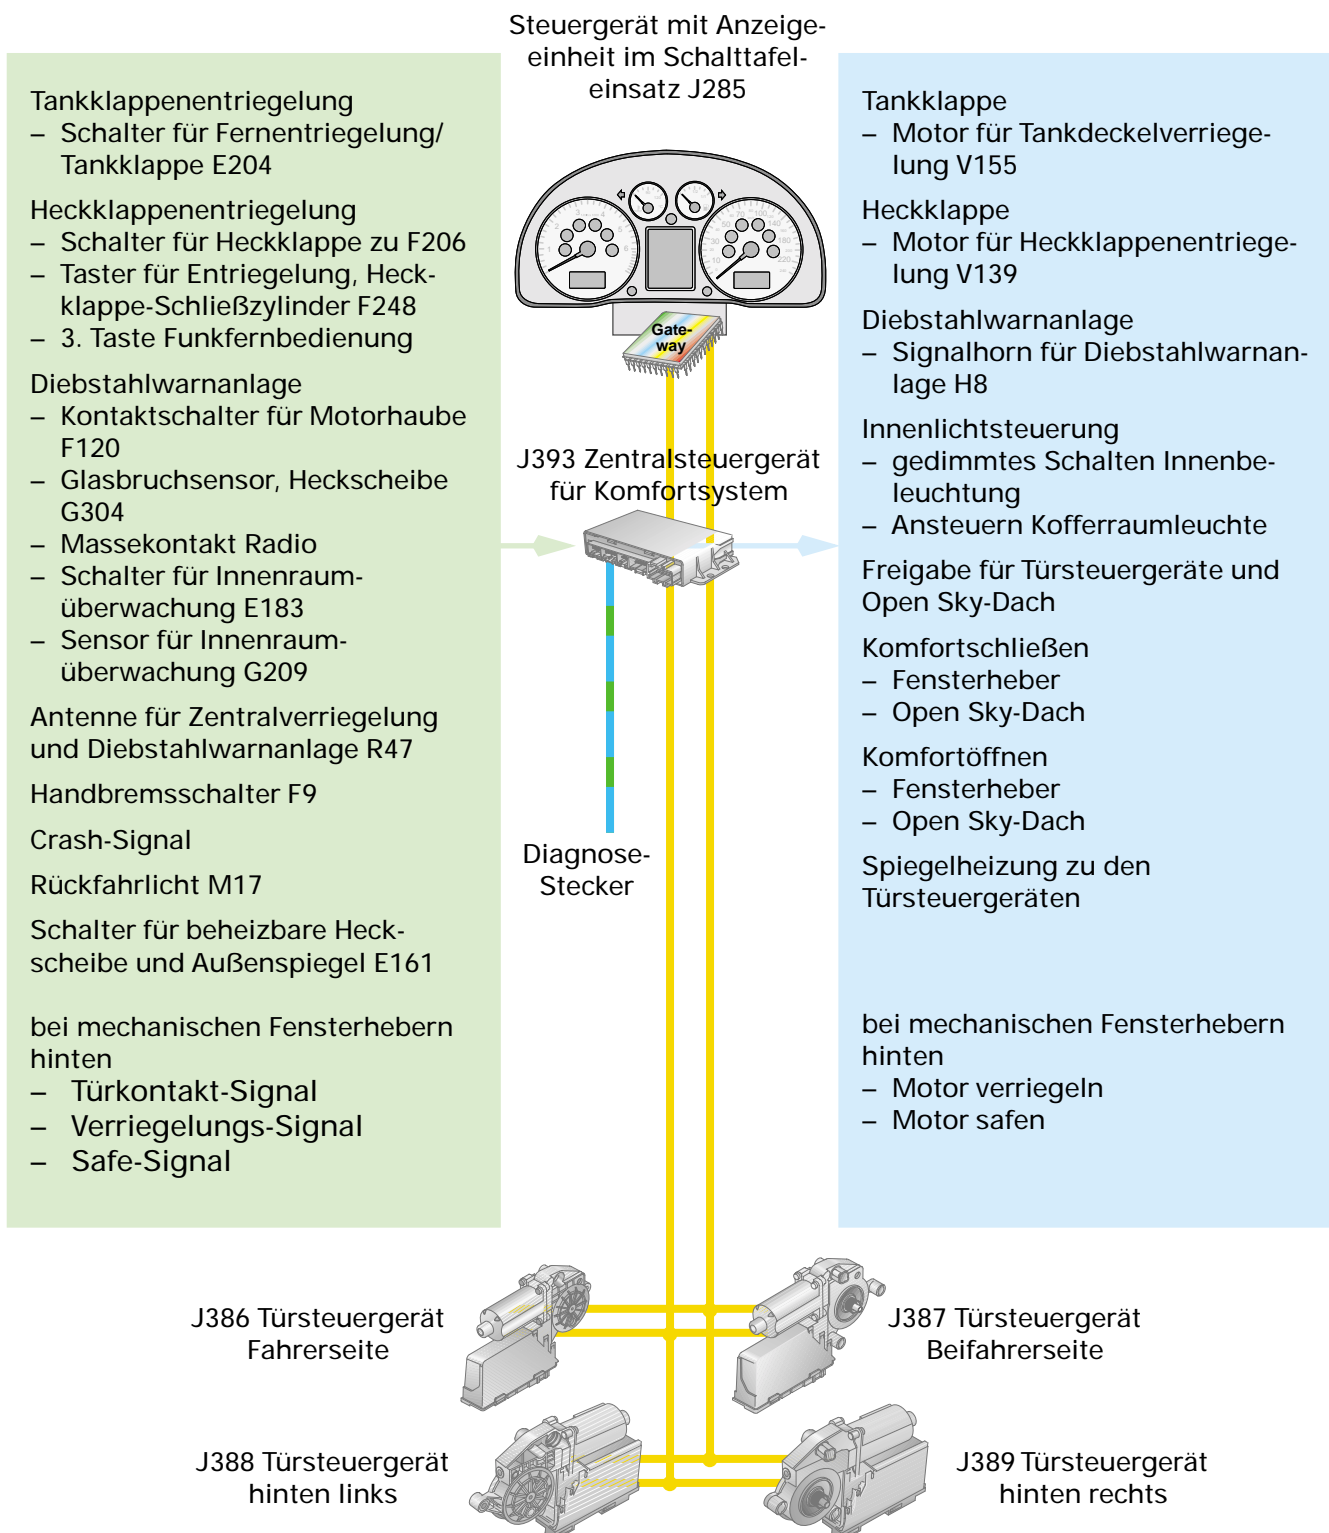 Steuergerät mit Anzeige-
einheit im Schalttafel-
einsatz J285
Tankklappenentriegelung
– Schalter für Fernentriegelung/
Tankklappe E204
Heckklappenentriegelung
– Schalter für Heckklappe zu F206
– Taster für Entriegelung, Heck-
klappe-Schließzylinder F248
– 3. Taste Funkfernbedienung
Diebstahlwarnanlage
– Kontaktschalter für Motorhaube
F120
– Glasbruchsensor, Heckscheibe
G304
– Massekontakt Radio
– Schalter für Innenraum-
überwachung E183
– Sensor für Innenraum-
überwachung G209
Antenne für Zentralverriegelung
und Diebstahlwarnanlage R47
Handbremsschalter F9
Crash-Signal
Rückfahrlicht M17
Schalter für beheizbare Heck-
scheibe und Außenspiegel E161
bei mechanischen Fensterhebern
hinten
– Türkontakt-Signal
– Verriegelungs-Signal
– Safe-Signal
Gate-
way
J393 Zentralsteuergerät
für Komfortsystem
Diagnose-
Stecker
Tankklappe
– Motor für Tankdeckelverriege-
lung V155
Heckklappe
– Motor für Heckklappenentriege-
lung V139
Diebstahlwarnanlage
– Signalhorn für Diebstahlwarnan-
lage H8
Innenlichtsteuerung
– gedimmtes Schalten Innenbe-
leuchtung
– Ansteuern Kofferraumleuchte
Freigabe für Türsteuergeräte und
Open Sky-Dach
Komfortschließen
– Fensterheber
– Open Sky-Dach
Komfortöffnen
– Fensterheber
– Open Sky-Dach
Spiegelheizung zu den
Türsteuergeräten
bei mechanischen Fensterhebern
hinten
– Motor verriegeln
– Motor safen
J386 Türsteuergerät
Fahrerseite
J387 Türsteuergerät
Beifahrerseite
J388 Türsteuergerät
hinten links
J389 Türsteuergerät
hinten rechts